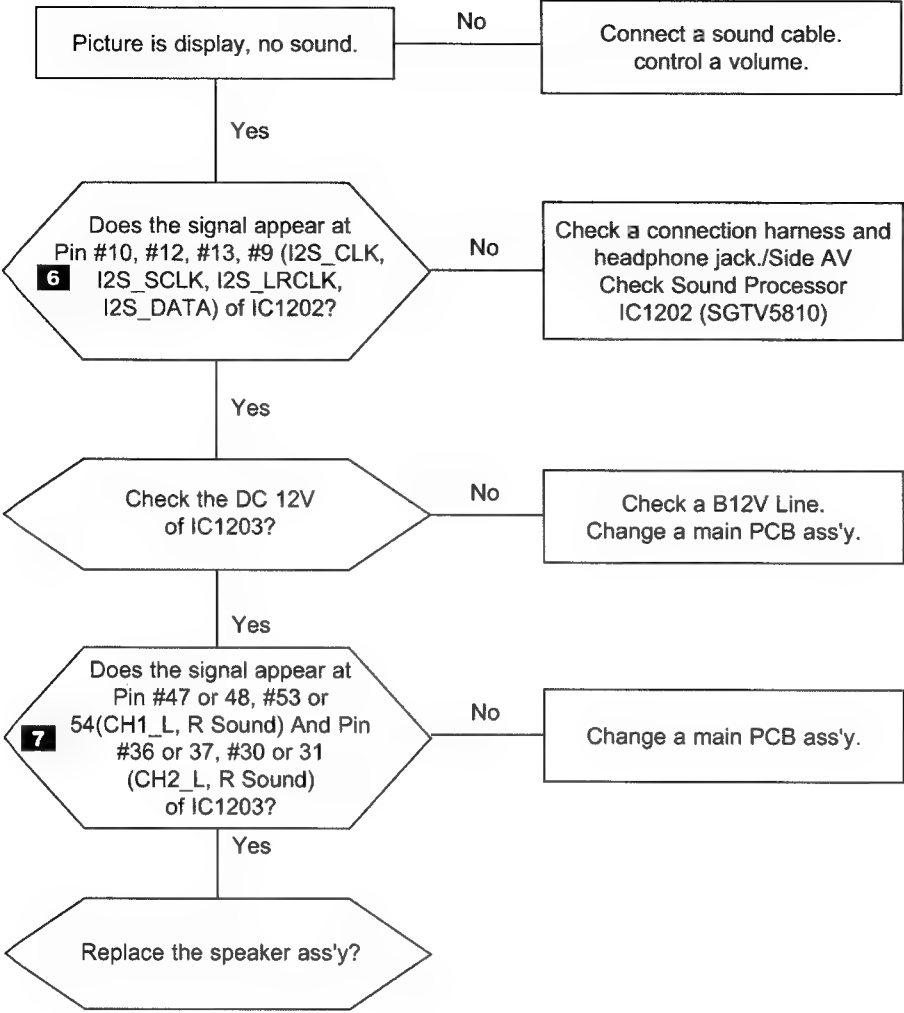 Picture is display, no sound.
No
Connect a sound cable.
control a volume.
Yes
Does the signal appear at
Pin #10, #12, #13, #9 (I2S_CLK,
6 I2S_SCLK, I2S_LRCLK,
I2S_DATA) of IC1202?
No
Check a connection harness and
headphone jack./Side AV
Check Sound Processor
IC1202 (SGTV5810)
Yes
Check the DC 12V
of IC1203?
No
Check a B12V Line.
Change a main PCB ass'y.
Yes
Does the signal appear at
Pin #47 or 48, #53 or
7 54(CH1_L, R Sound) And Pin
#36 or 37, #30 or 31
(CH2_L, R Sound)
of IC1203?
No
Change a main PCB ass'y.
Yes
Replace the speaker ass'y?